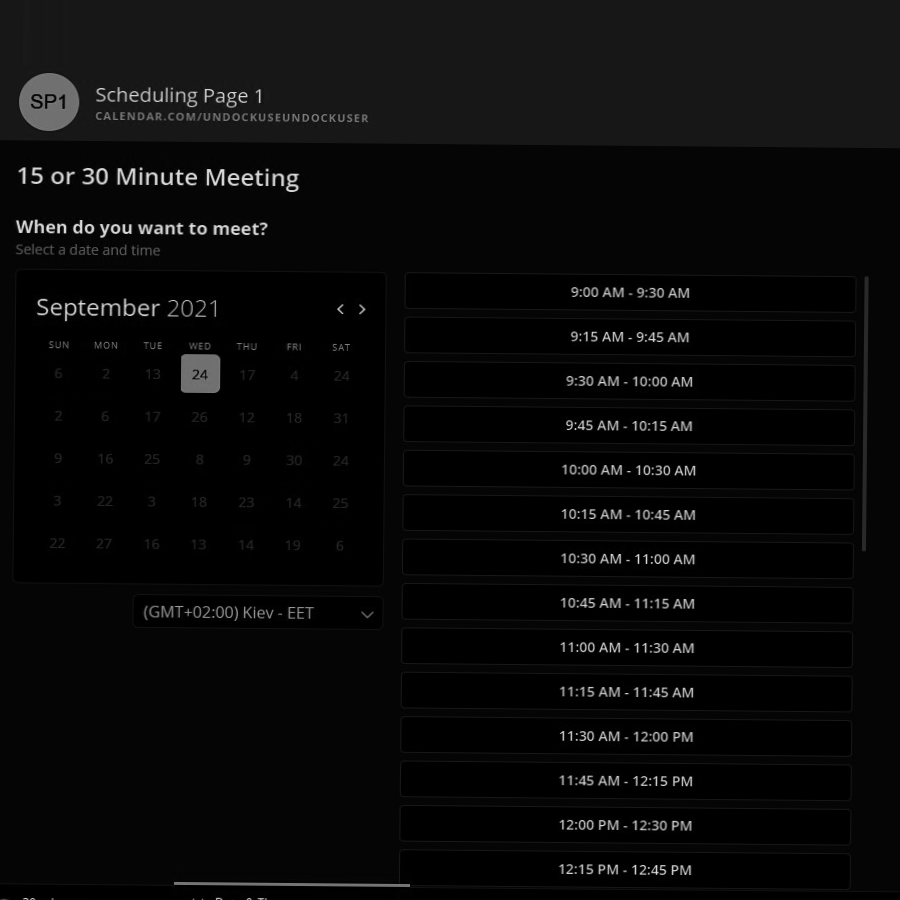 SP1
Scheduling Page 1
CALENDAR.COM/UNDOCKUSEUNDOCKUSER
15 or 30 Minute Meeting
When do you want to meet?
Select a date and time
September 2021
SUN MON TUE WED THU FRI SAT
6 2 13 24 17 4 24
2 6 17 26 12 18 31
9 16 25 8 9 30 24
3 22 3 18 23 14 25
22 27 16 13 14 19 6
(GMT+02:00) Kiev - EET
9:00 AM - 9:30 AM
9:15 AM - 9:45 AM
9:30 AM - 10:00 AM
9:45 AM - 10:15 AM
10:00 AM - 10:30 AM
10:15 AM - 10:45 AM
10:30 AM - 11:00 AM
10:45 AM - 11:15 AM
11:00 AM - 11:30 AM
11:15 AM - 11:45 AM
11:30 AM - 12:00 PM
11:45 AM - 12:15 PM
12:00 PM - 12:30 PM
12:15 PM - 12:45 PM